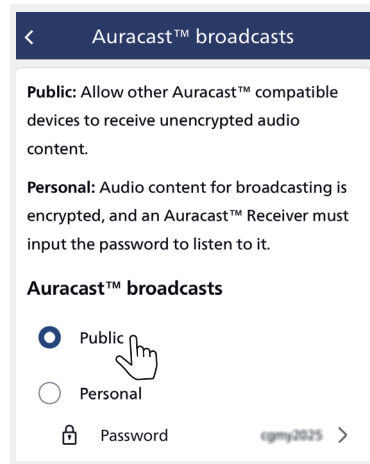 Auracast™ broadcasts
Public: Allow other Auracast™ compatible
devices to receive unencrypted audio
content.
Personal: Audio content for broadcasting is
encrypted, and an Auracast™ Receiver must
input the password to listen to it.
Auracast™ broadcasts
Public
Personal
Password